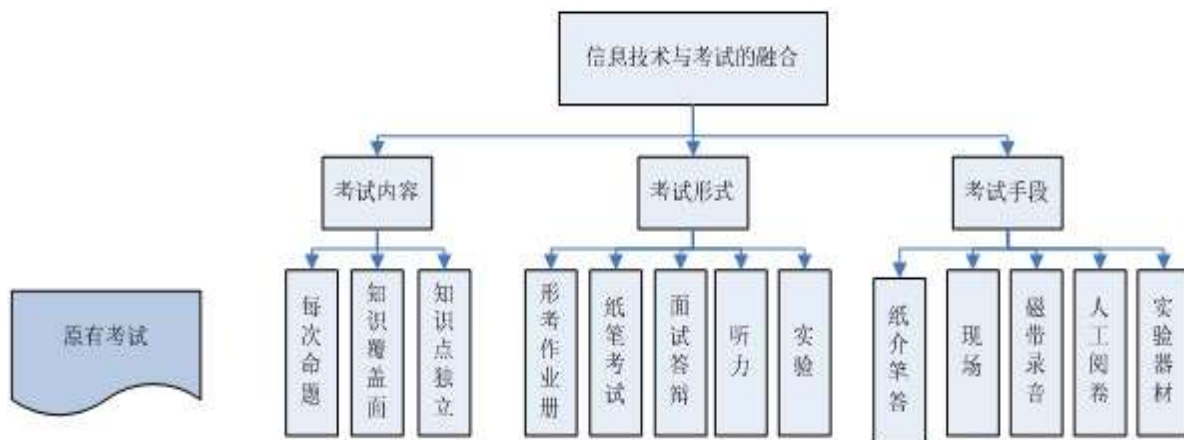 信息技术与考试的融合
考试内容
考试形式
考试手段
原有考试
每次命题
知识覆盖面
知识点独立
形考作业册
纸笔考试
面试答辩
听力
实验
纸介笔答
现场
磁带录音
人工阅卷
实验器材